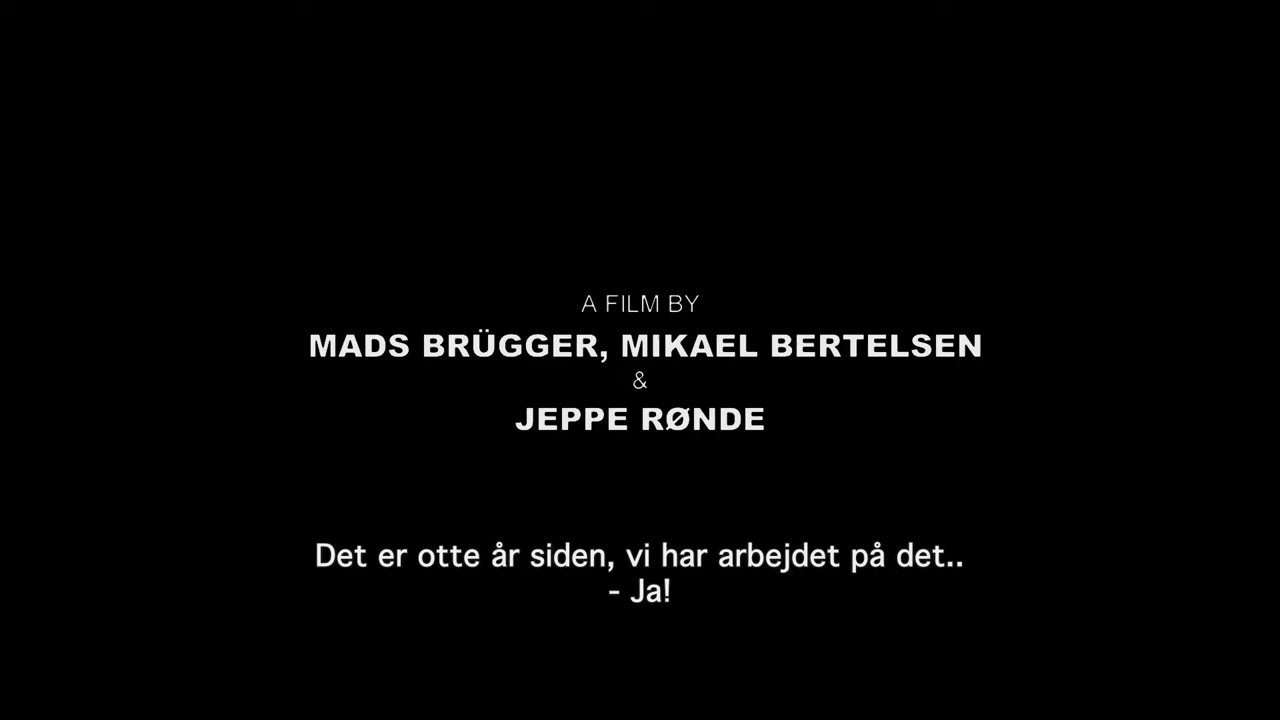 A FILM BY
MADS BRÜGGER, MIKAEL BERTELSEN
&
JEPPE RØNDE
Det er otte år siden, vi har arbejdet på det..
- Ja!